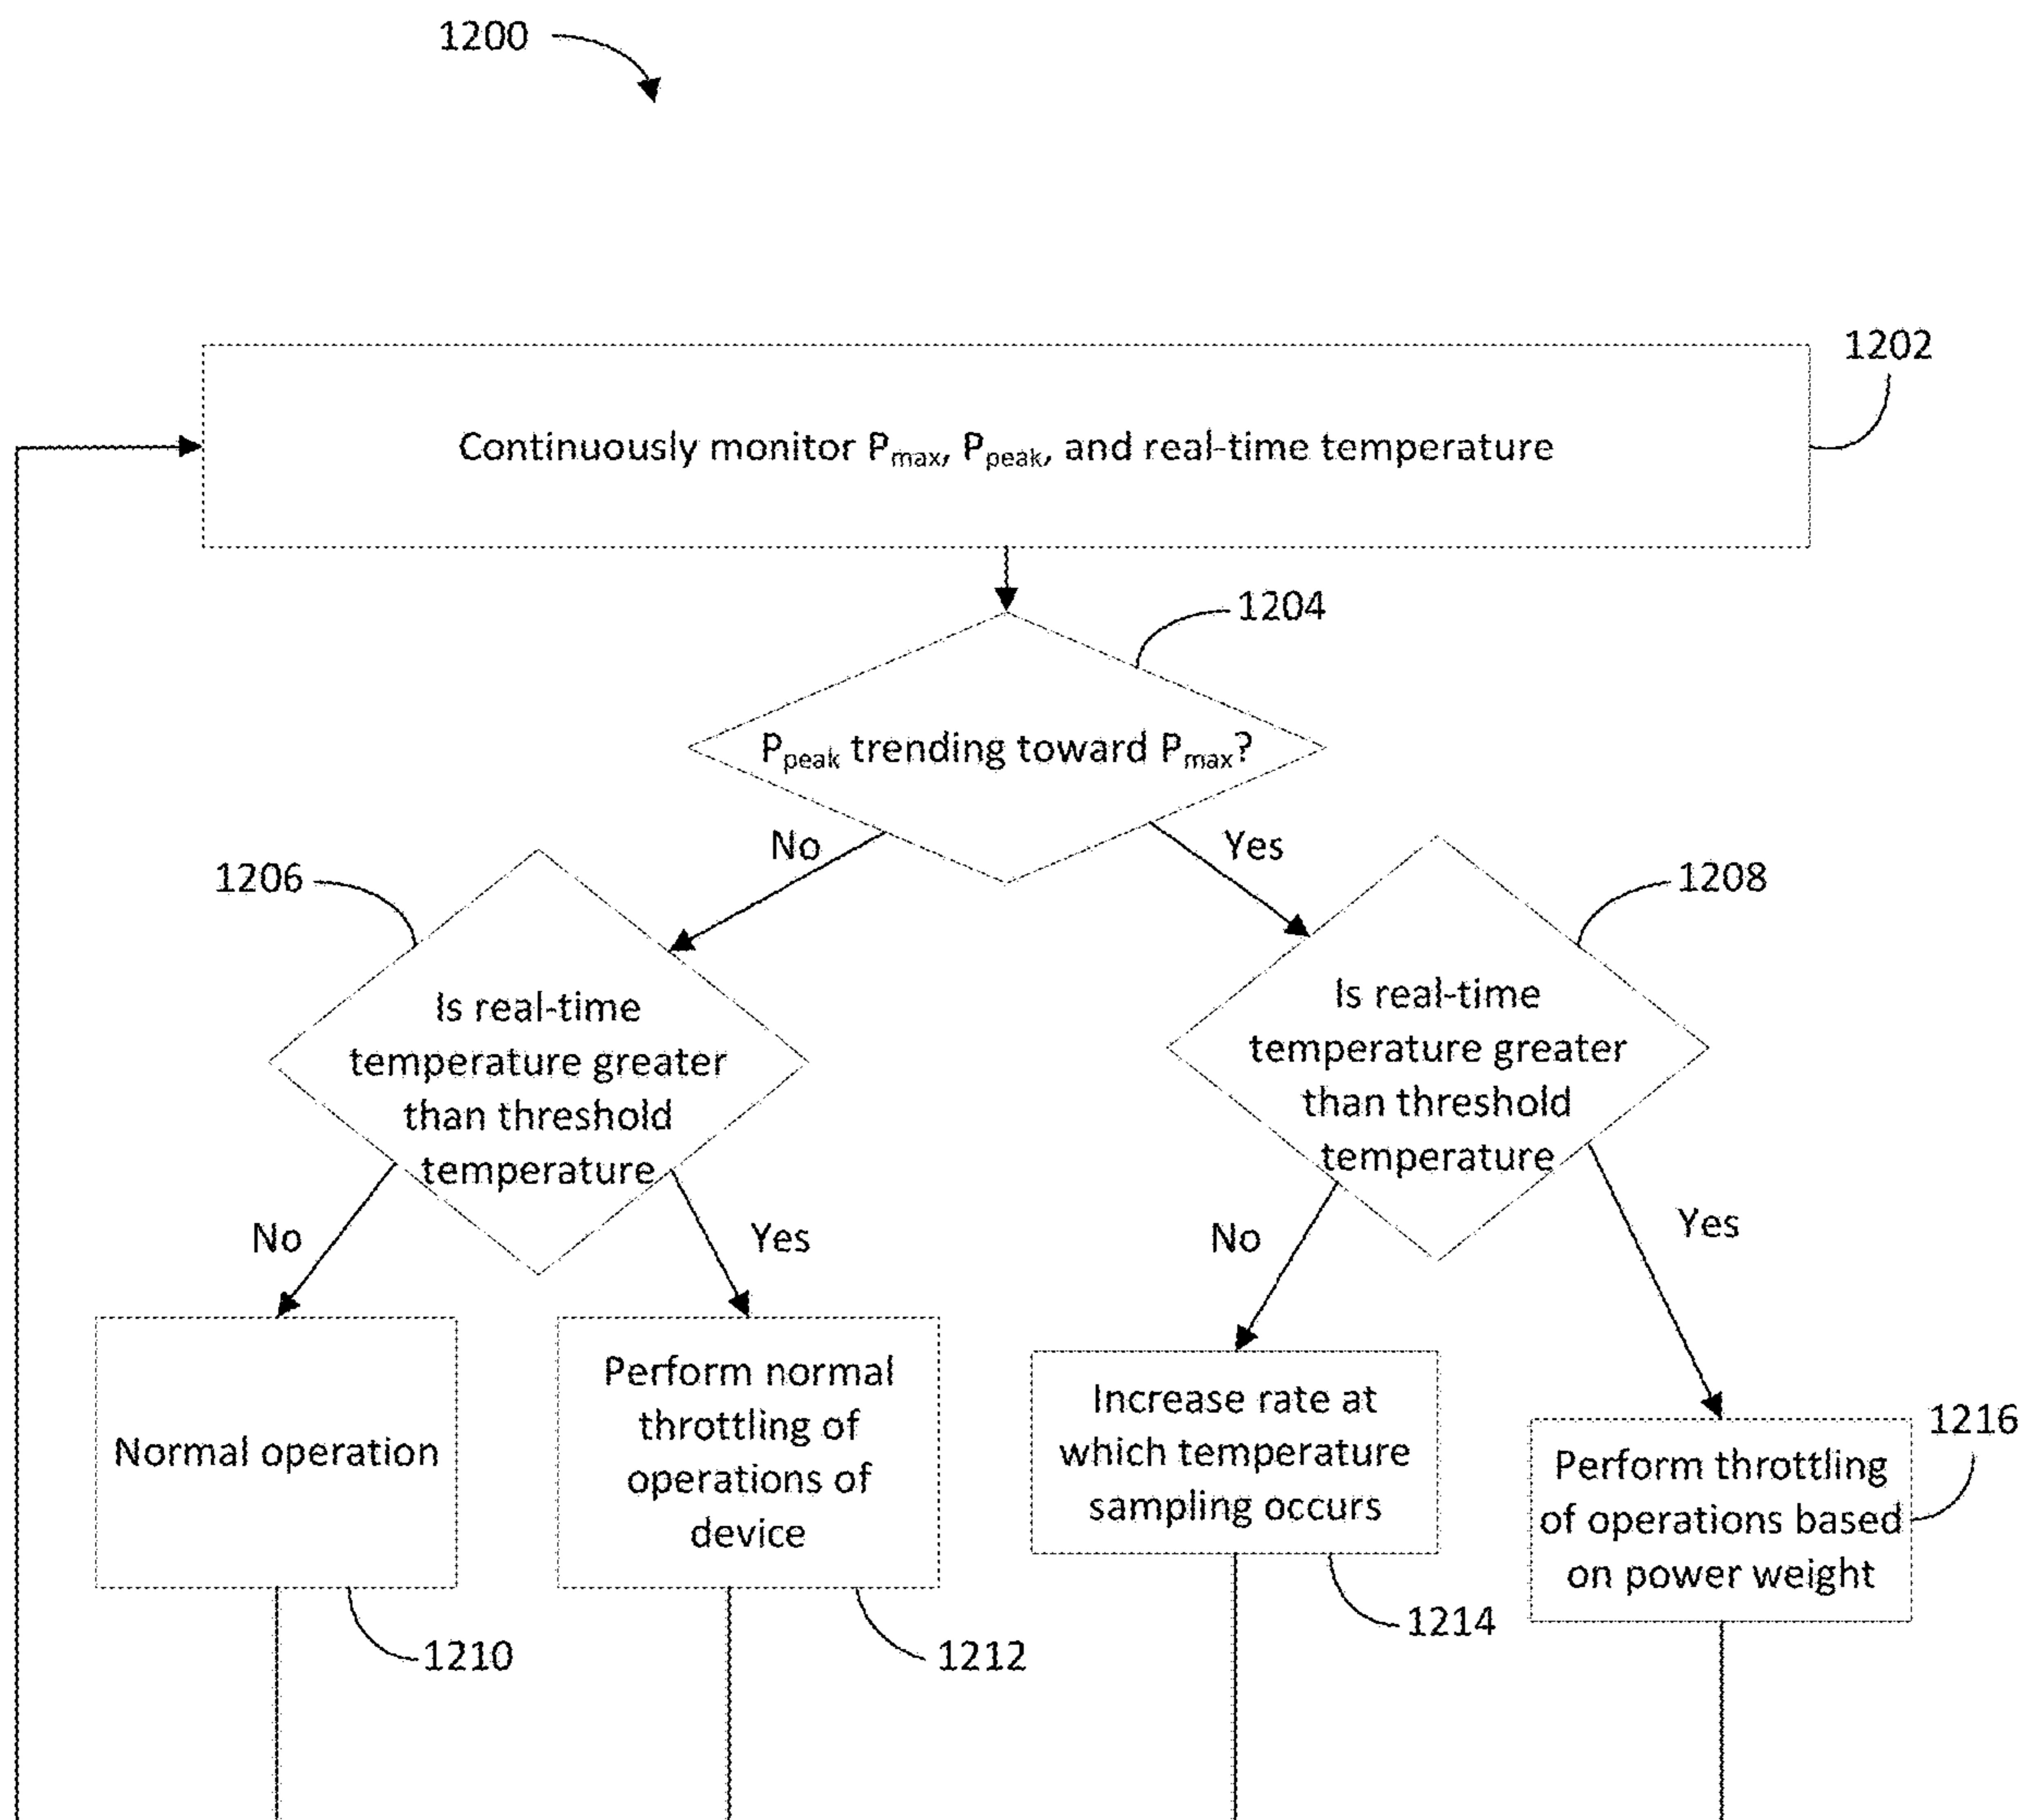 1200
1202
Continuously monitor Pmax, Ppeak, and real-time temperature
1204
Ppeak trending toward Pmax?
No
Yes
1206
1208
Is real-time
temperature greater
than threshold
temperature
Is real-time
temperature greater
than threshold
temperature
No
Yes
No
Yes
Normal operation
Perform normal
throttling of
operations of
device
Increase rate at
which temperature
sampling occurs
1216
Perform throttling
of operations based
on power weight
1210
1212
1214